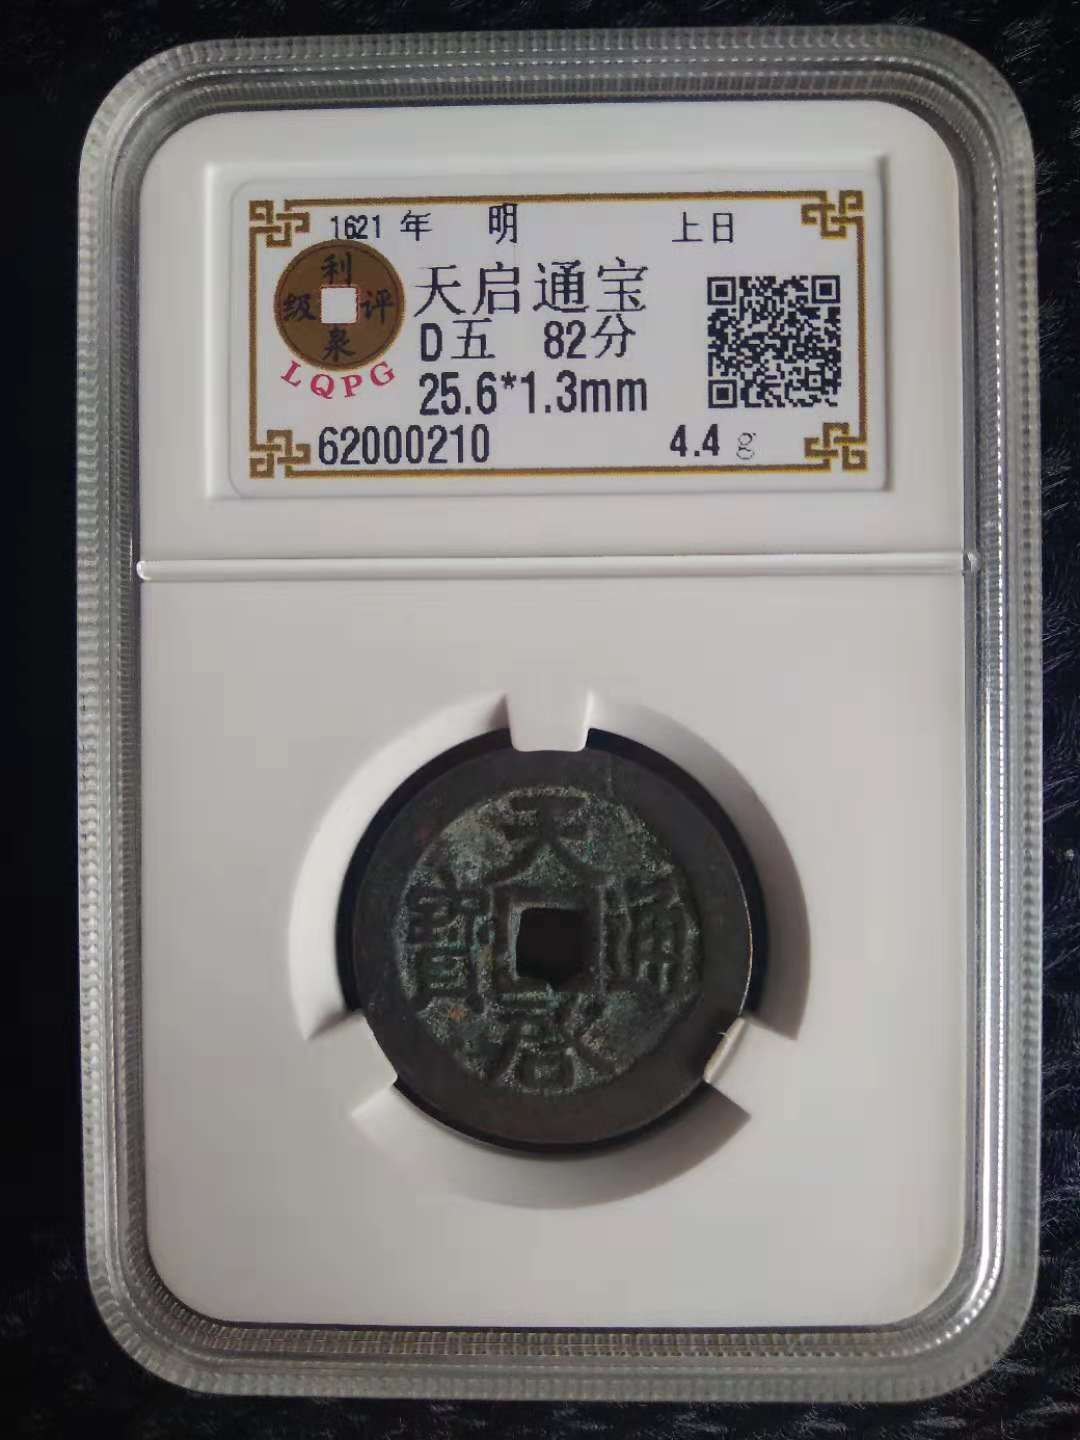 1621 年 明 上日
利泉评级
LQPG
天启通宝
D五 82分
25.6*1.3mm
62000210 4.4 g
天啟通寶